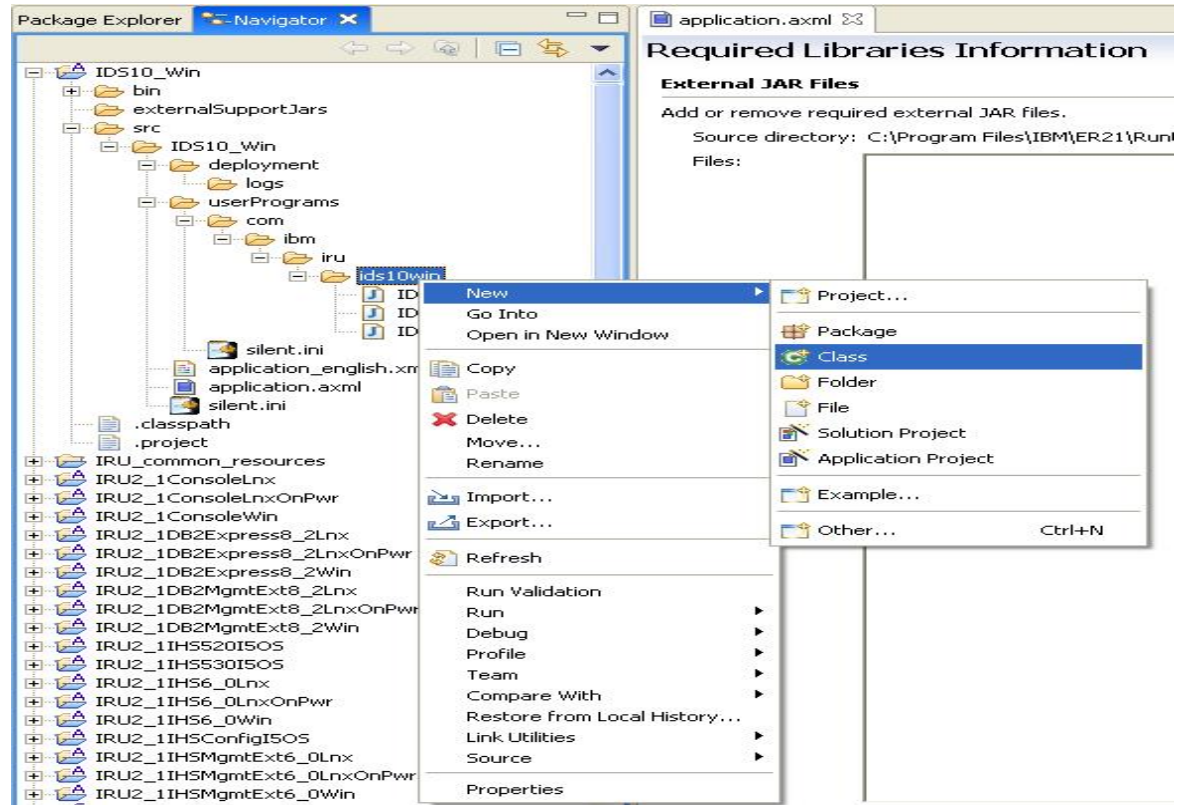 Package Explorer
Navigator
IDS10_Win
bin
externalSupportJars
src
IDS10_Win
deployment
logs
userPrograms
com
ibm
iru
ids10win
ID
ID
ID
silent.ini
application_english.xm
application.axml
silent.ini
.classpath
.project
IRU_common_resources
IRU2_1ConsoleLnx
IRU2_1ConsoleLnxOnPwr
IRU2_1ConsoleWin
IRU2_1DB2Express8_2Lnx
IRU2_1DB2Express8_2LnxOnPwr
IRU2_1DB2Express8_2Win
IRU2_1DB2MgmtExt8_2Lnx
IRU2_1DB2MgmtExt8_2LnxOnPwr
IRU2_1DB2MgmtExt8_2Win
IRU2_1IHS520I5OS
IRU2_1IHS530I5OS
IRU2_1IHS6_0Lnx
IRU2_1IHS6_0LnxOnPwr
IRU2_1IHS6_0Win
IRU2_1IHSConfigI5OS
IRU2_1IHSMgmtExt6_0Lnx
IRU2_1IHSMgmtExt6_0LnxOnPwr
IRU2_1IHSMgmtExt6_0Win
application.axml
Required Libraries Information
External JAR Files
Add or remove required external JAR files.
Source directory: C:\Program Files\IBM\ER21\Runt
Files:
New
Go Into
Open in New Window
Copy
Paste
Delete
Move...
Rename
Import...
Export...
Refresh
Run Validation
Run
Debug
Profile
Team
Compare With
Restore from Local History...
Link Utilities
Source
Properties
Project...
Package
Class
Folder
File
Solution Project
Application Project
Example...
Other... Ctrl+N